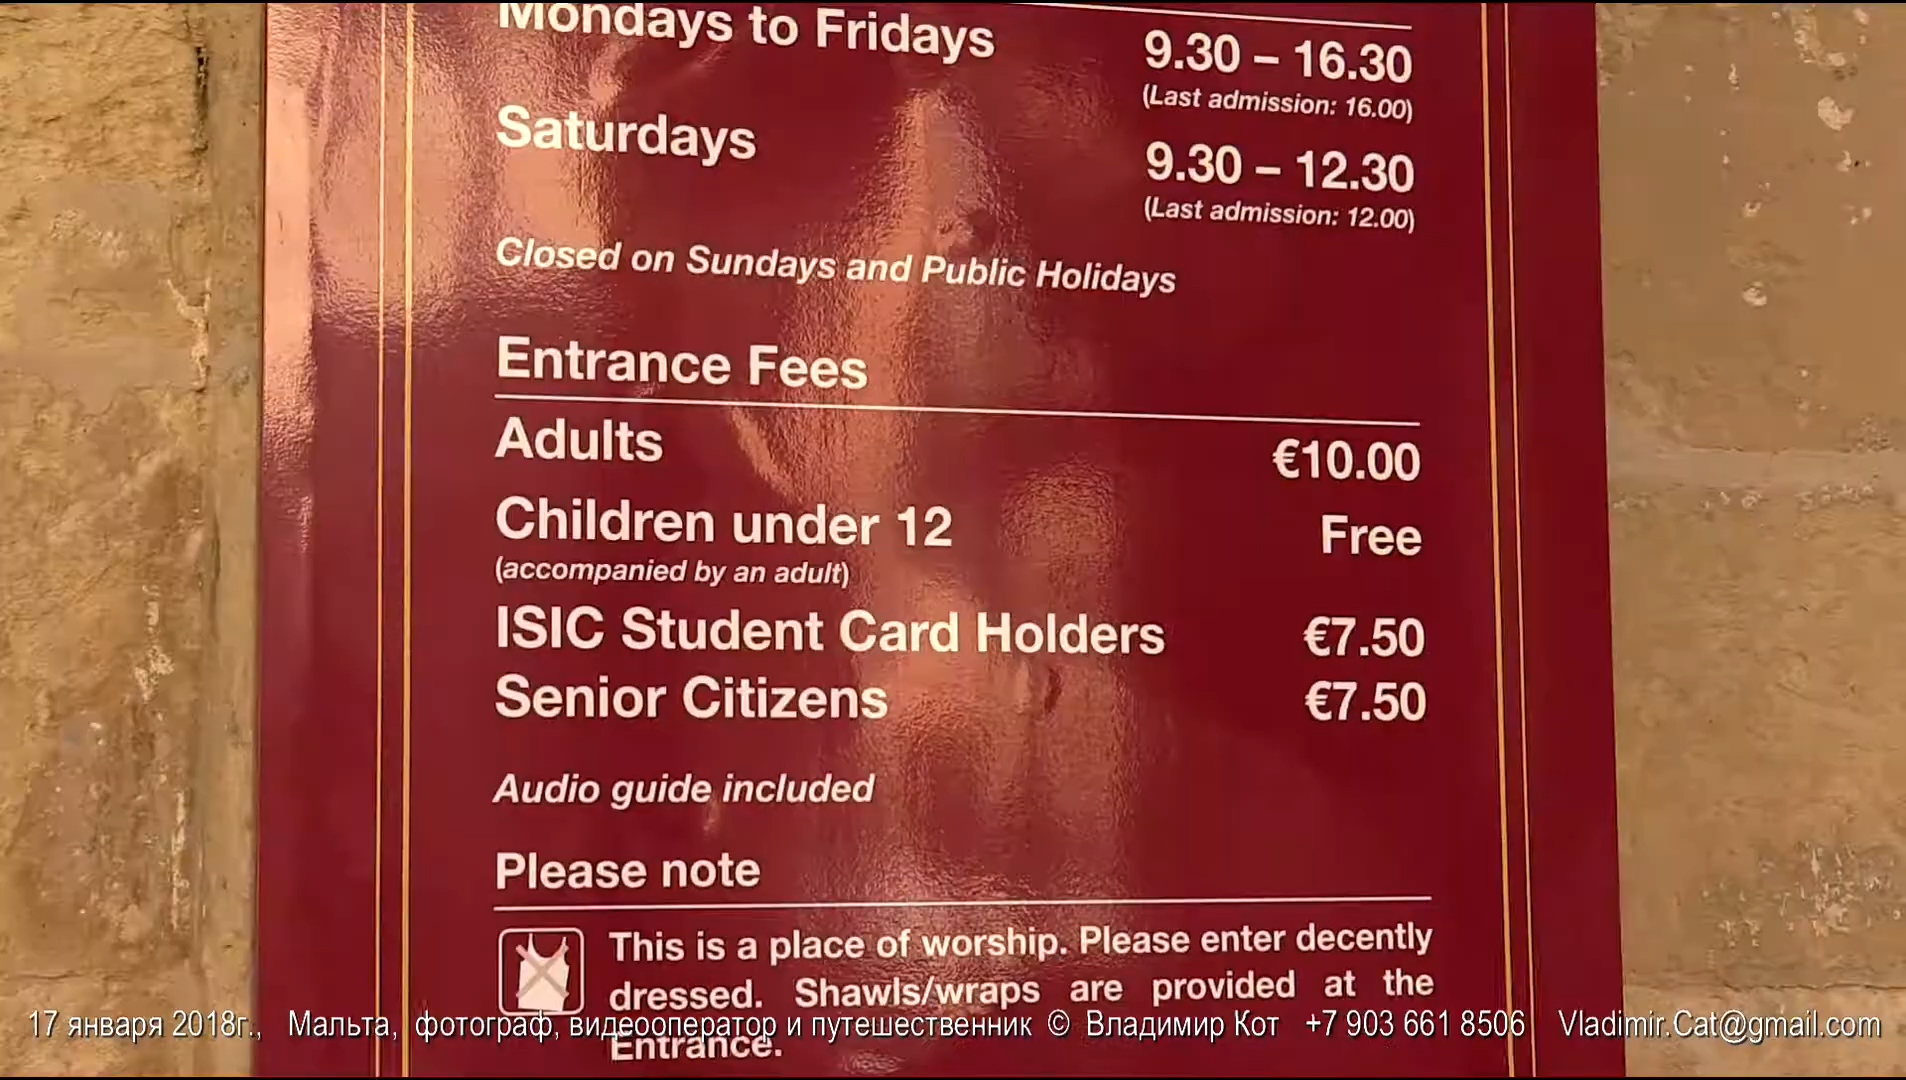 Mondays to Fridays 9.30 – 16.30
(Last admission: 16.00)
Saturdays 9.30 – 12.30
(Last admission: 12.00)
Closed on Sundays and Public Holidays
Entrance Fees
Adults €10.00
Children under 12 Free
(accompanied by an adult)
ISIC Student Card Holders €7.50
Senior Citizens €7.50
Audio guide included
Please note
This is a place of worship. Please enter decently
dressed. Shawls/wraps are provided at the
Entrance.
17 января 2018г., Мальта, фотограф, видеооператор и путешественник © Владимир Кот +7 903 661 8506 Vladimir.Cat@gmail.com